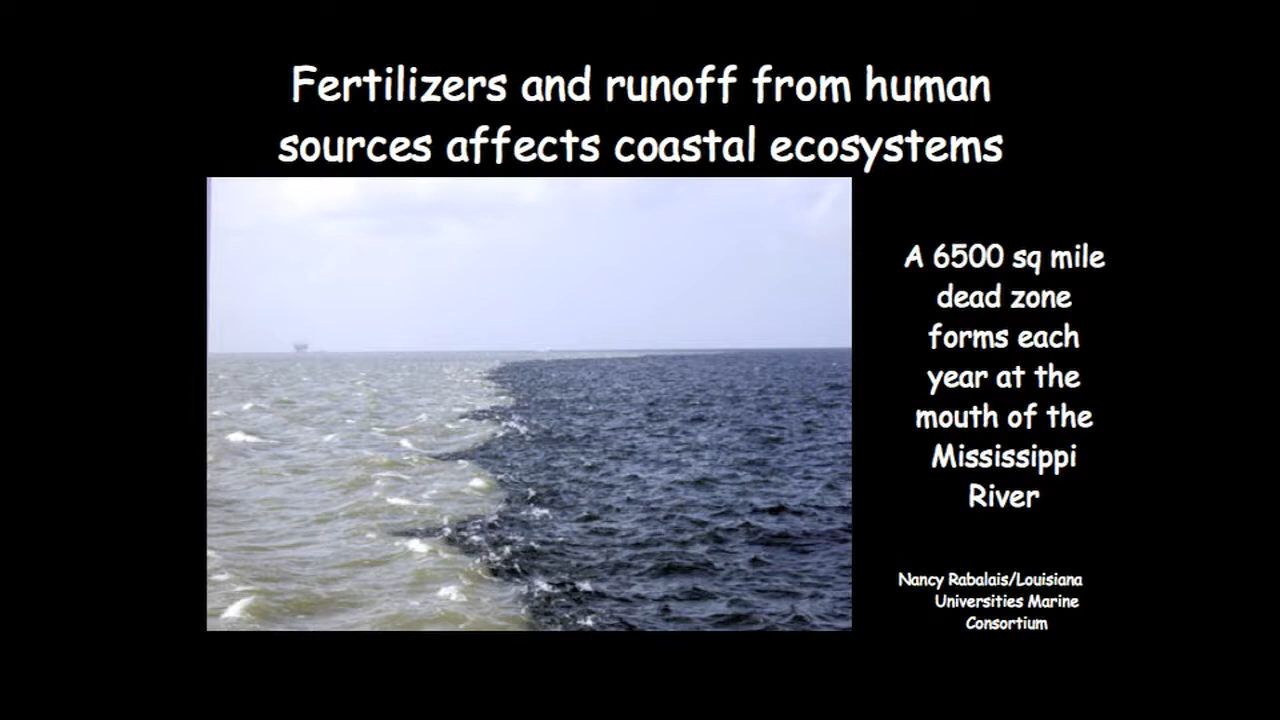 Fertilizers and runoff from human
sources affects coastal ecosystems
A 6500 sq mile
dead zone
forms each
year at the
mouth of the
Mississippi
River
Nancy Rabalais/Louisiana
Universities Marine
Consortium